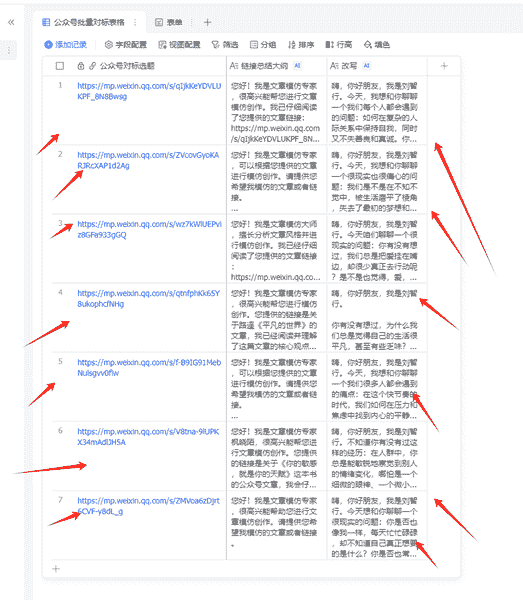 公众号批量对标表格
表单
添加记录
字段配置
视图配置
筛选
分组
排序
行高
填色
公众号对标选题
链接总结大纲 AI
改写 AI
1
https://mp.weixin.qq.com/s/
您好！我是文章模仿专家
，很高兴能帮您进行文章
模仿创作。我已仔细阅读
了您提供的文章链接：
https://mp.weixin.qq.com
嗨，你好朋友，我是刘智
行。今天，我想和你聊聊
一个我们每个人都会遇到
的问题：如何在复杂的人
际关系中保持自我，同时
又不失善良和真诚。你...
2
https://mp.weixin.qq.com/s/ZVcovGyoKA
RJRcXAP1d2Ag
您好！我是文章模仿专家
，可以根据您提供的文章
进行模仿创作。请提供您
希望我模仿的文章或者链
接。
...
嗨，你好朋友，我是刘智
行。今天，我想和你聊聊
一个很现实也很痛心的问
题：我们是不是在不知不
觉中，被生活磨平了棱角
，失去了最初的梦想和...
3
https://mp.weixin.qq.com/s/
您好！我是文章模仿大师
，擅长分析文章风格并进
行模仿创作。我已经仔细
阅读了您提供的文章链
接：
https://mp.weixin.qq.co...
嗨，你好朋友，我是刘智
行。今天咱们聊聊一个很
现实的问题：你有没有想
过，我们总是把爱挂在嘴
边，却很少真正去行动呢
？是不是也觉得，爱，...
4
https://mp.weixin.qq.com/s/
您好！我是文章模仿专家
，很高兴能帮您进行文章
模仿创作。您提供的链接是
关于路遥《平凡的世界》的
文章，我已经阅读并理解
了这篇文章的核心观点...
嗨，你好朋友，我是刘智
行。
你有没有想过，为什么我
们总是觉得自己的生活很
平凡，甚至有些乏味？...
5
https://mp.weixin.qq.com/s/
您好！我是文章模仿专家
，可以根据您提供的文章
进行模仿创作。请提供您
希望我模仿的文章或者链
接。
嗨，你好朋友，我是刘智
行。今天，我想和你聊聊
一个我们很多人都会遇到
的痛点：在这个快节奏的
时代，我们如何在压力和
焦虑中找到内心的平静...
6
https://mp.weixin.qq.com/s/
您好！我是文章模仿专家
枫晓陌，很高兴能帮您进
行文章模仿创作。您提供
的链接是关于《你的敏感
，就是你的天赋》这本书
的公众号文章，我会仔...
嗨，你好朋友，我是刘智
行。不知道你有没有过这
样的经历：在人群中，你
总是能敏锐地察觉到别人
的情绪变化，哪怕是一个
细微的眼神、一个微小...
7
https://mp.weixin.qq.com/s/
您好！我是文章模仿专家
，很高兴能帮您进行文章
模仿创作。请提供您希
望我模仿的文章或者链接
。
嗨，你好朋友，我是刘智
行。今天想和你聊聊一个
很现实的问题：你是否也
像我一样，每天忙忙碌碌
，却不知道自己真正想要
的是什么？你是否也常...